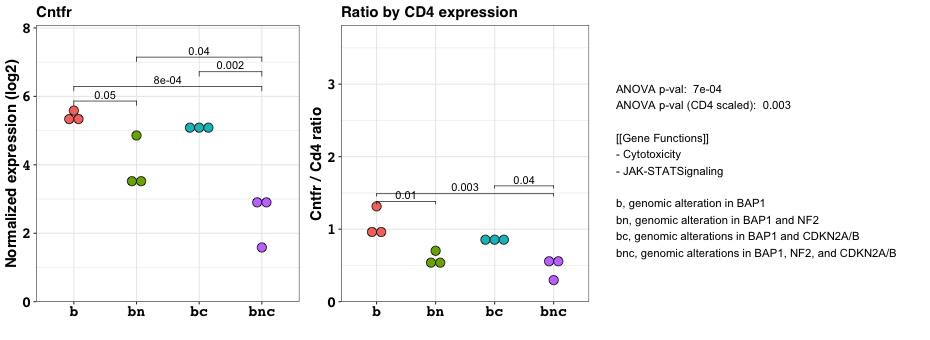 Cntfr
Normalized expression (log2)
8
6
4
2
0
0.04
0.002
8e-04
0.05
b
bn
bc
bnc
Ratio by CD4 expression
Cntfr / Cd4 ratio
3
2
1
0
0.04
0.003
0.01
b
bn
bc
bnc
ANOVA p-val: 7e-04
ANOVA p-val (CD4 scaled): 0.003
[[Gene Functions]]
- Cytotoxicity
- JAK-STATSignaling
b, genomic alteration in BAP1
bn, genomic alteration in BAP1 and NF2
bc, genomic alterations in BAP1 and CDKN2A/B
bnc, genomic alterations in BAP1, NF2, and CDKN2A/B